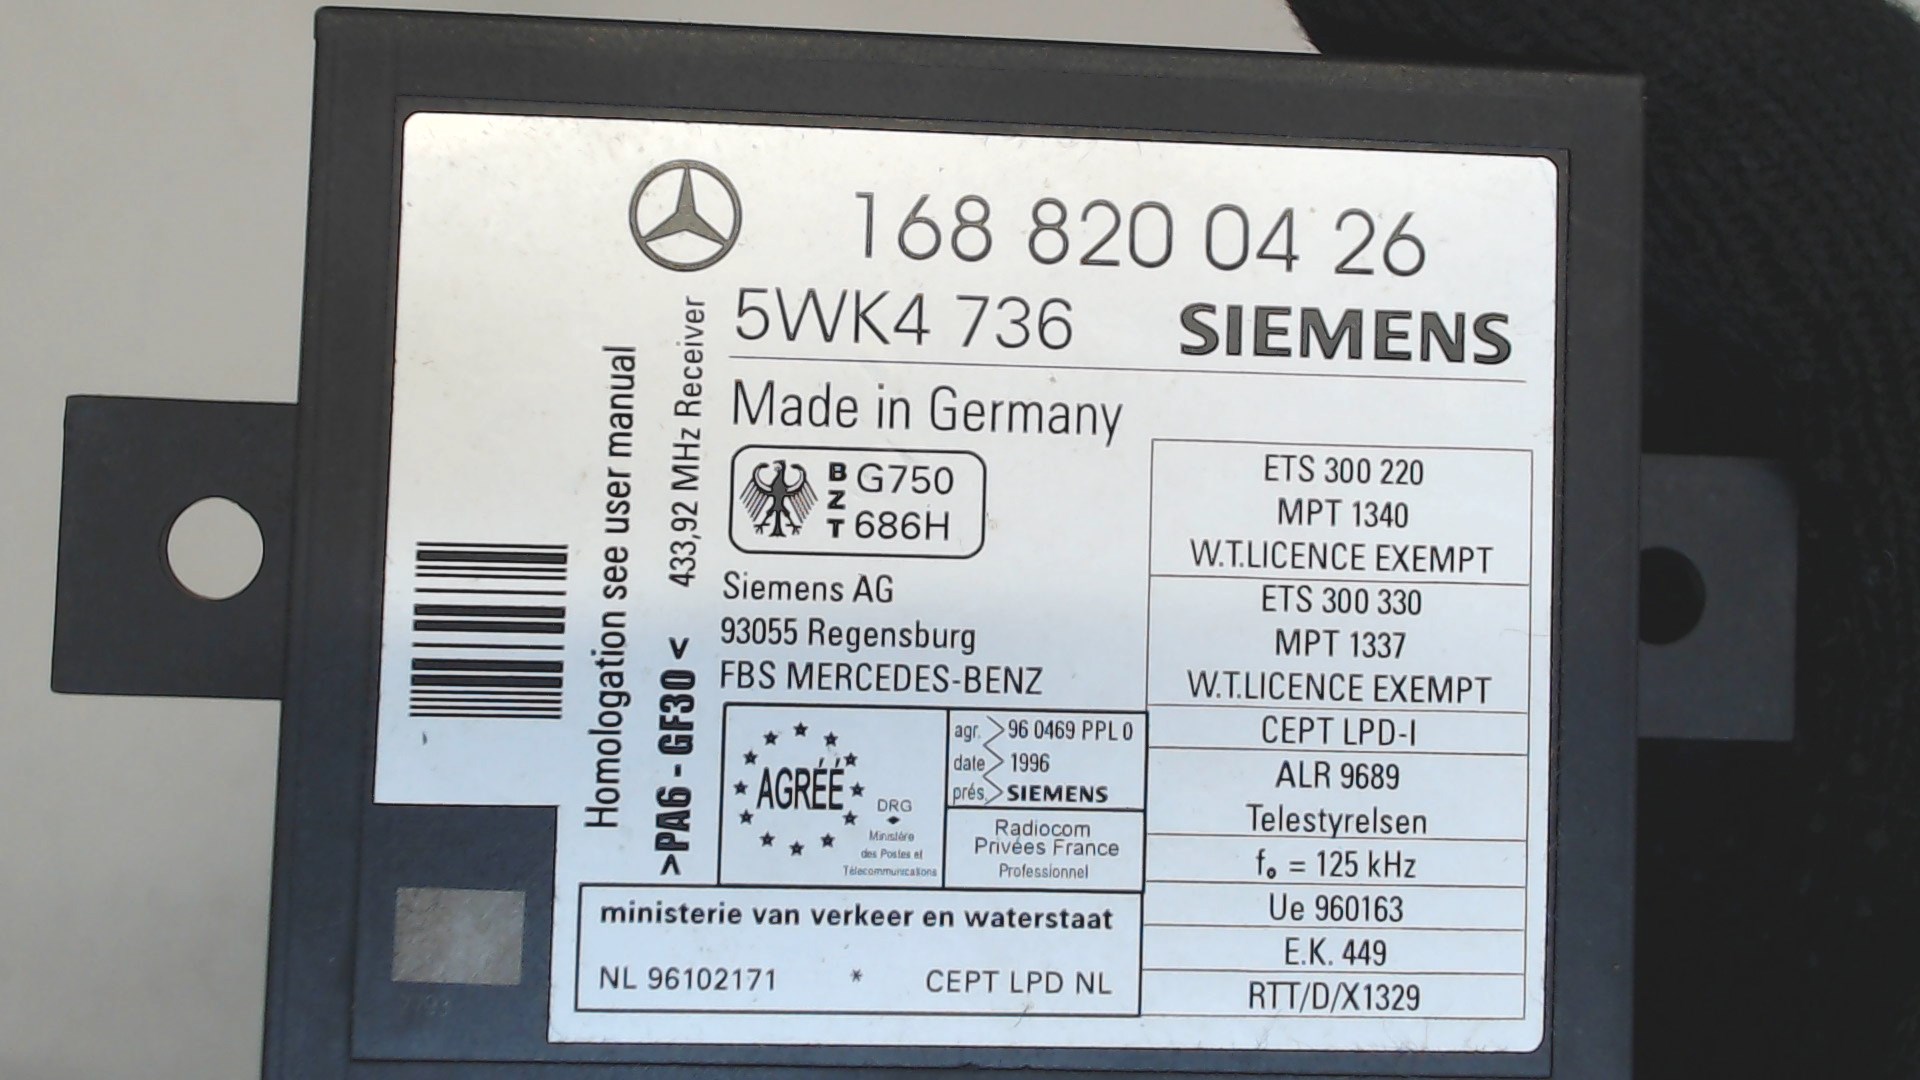 168 820 04 26
5WK4 736 SIEMENS
Made in Germany
BZT G750
686H
Siemens AG
93055 Regensburg
FBS MERCEDES-BENZ
Homologation see user manual
433,92 MHz Receiver
>PA6 - GF30<
AGRÉÉ
DRG
Ministère
des Postes et
Télécommunications
agr. 96 0469 PPL 0
date 1996
prés. SIEMENS
Radiocom
Privées France
Professionnel
ministerie van verkeer en waterstaat
NL 96102171 * CEPT LPD NL
ETS 300 220
MPT 1340
W.T.LICENCE EXEMPT
ETS 300 330
MPT 1337
W.T.LICENCE EXEMPT
CEPT LPD-I
ALR 9689
Telestyrelsen
f₀ = 125 kHz
Ue 960163
E.K. 449
RTT/D/X1329